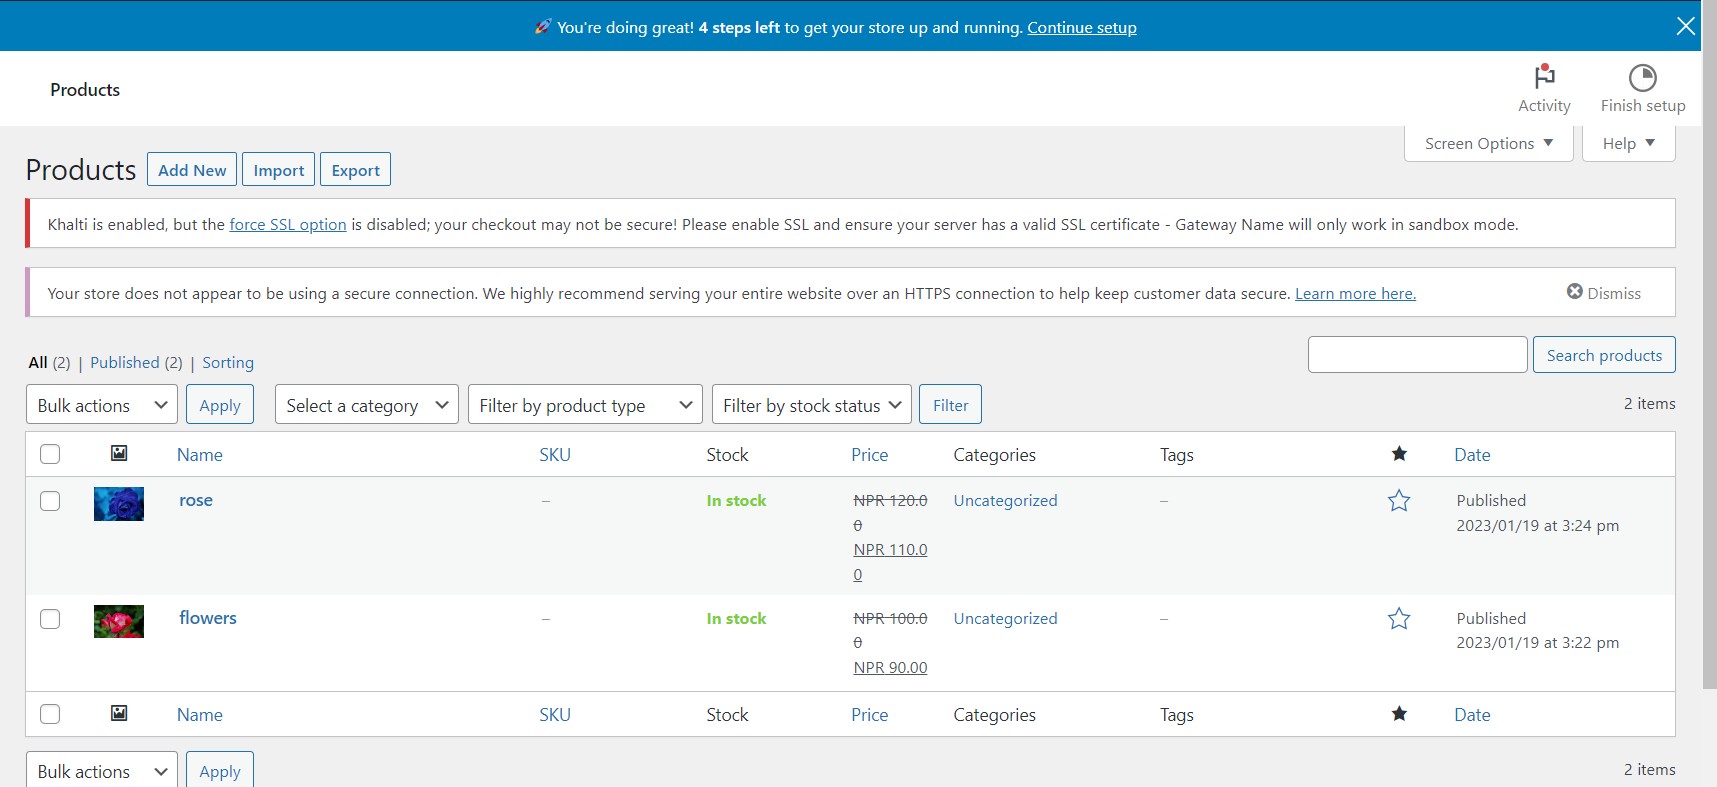 🚀 You're doing great! 4 steps left to get your store up and running. Continue setup
Products
Activity
Finish setup
Screen Options
Help
Products
Add New
Import
Export
Khalti is enabled, but the force SSL option is disabled; your checkout may not be secure! Please enable SSL and ensure your server has a valid SSL certificate - Gateway Name will only work in sandbox mode.
Your store does not appear to be using a secure connection. We highly recommend serving your entire website over an HTTPS connection to help keep customer data secure. Learn more here.
Dismiss
All (2) | Published (2) | Sorting
Search products
Bulk actions
Apply
Select a category
Filter by product type
Filter by stock status
Filter
2 items
Name
SKU
Stock
Price
Categories
Tags
Date
rose
–
In stock
NPR 120.0
0
NPR 110.0
0
Uncategorized
–
Published
2023/01/19 at 3:24 pm
flowers
–
In stock
NPR 100.0
0
NPR 90.00
Uncategorized
–
Published
2023/01/19 at 3:22 pm
Name
SKU
Stock
Price
Categories
Tags
Date
Bulk actions
Apply
2 items